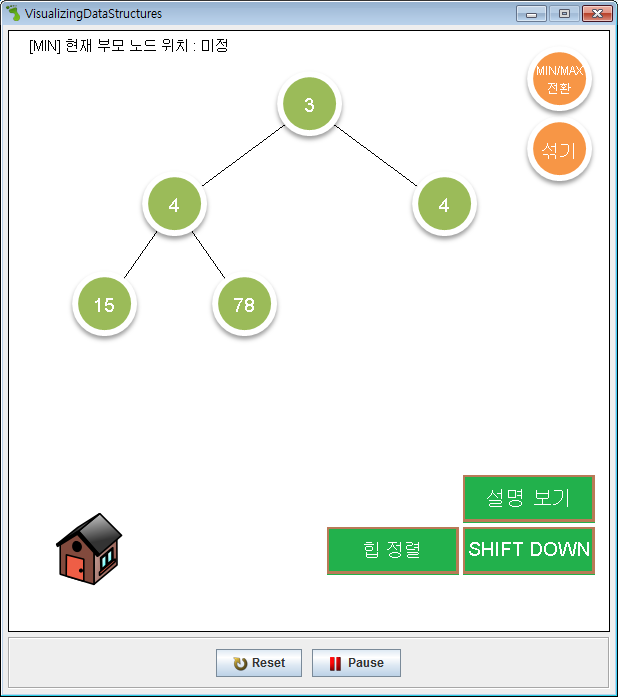 VisualizingDataStructures
[MIN] 현재 부모 노드 위치 : 미정
MIN/MAX
전환
3
섞기
4
4
15
78
설명 보기
힙 정렬
SHIFT DOWN
Reset
Pause